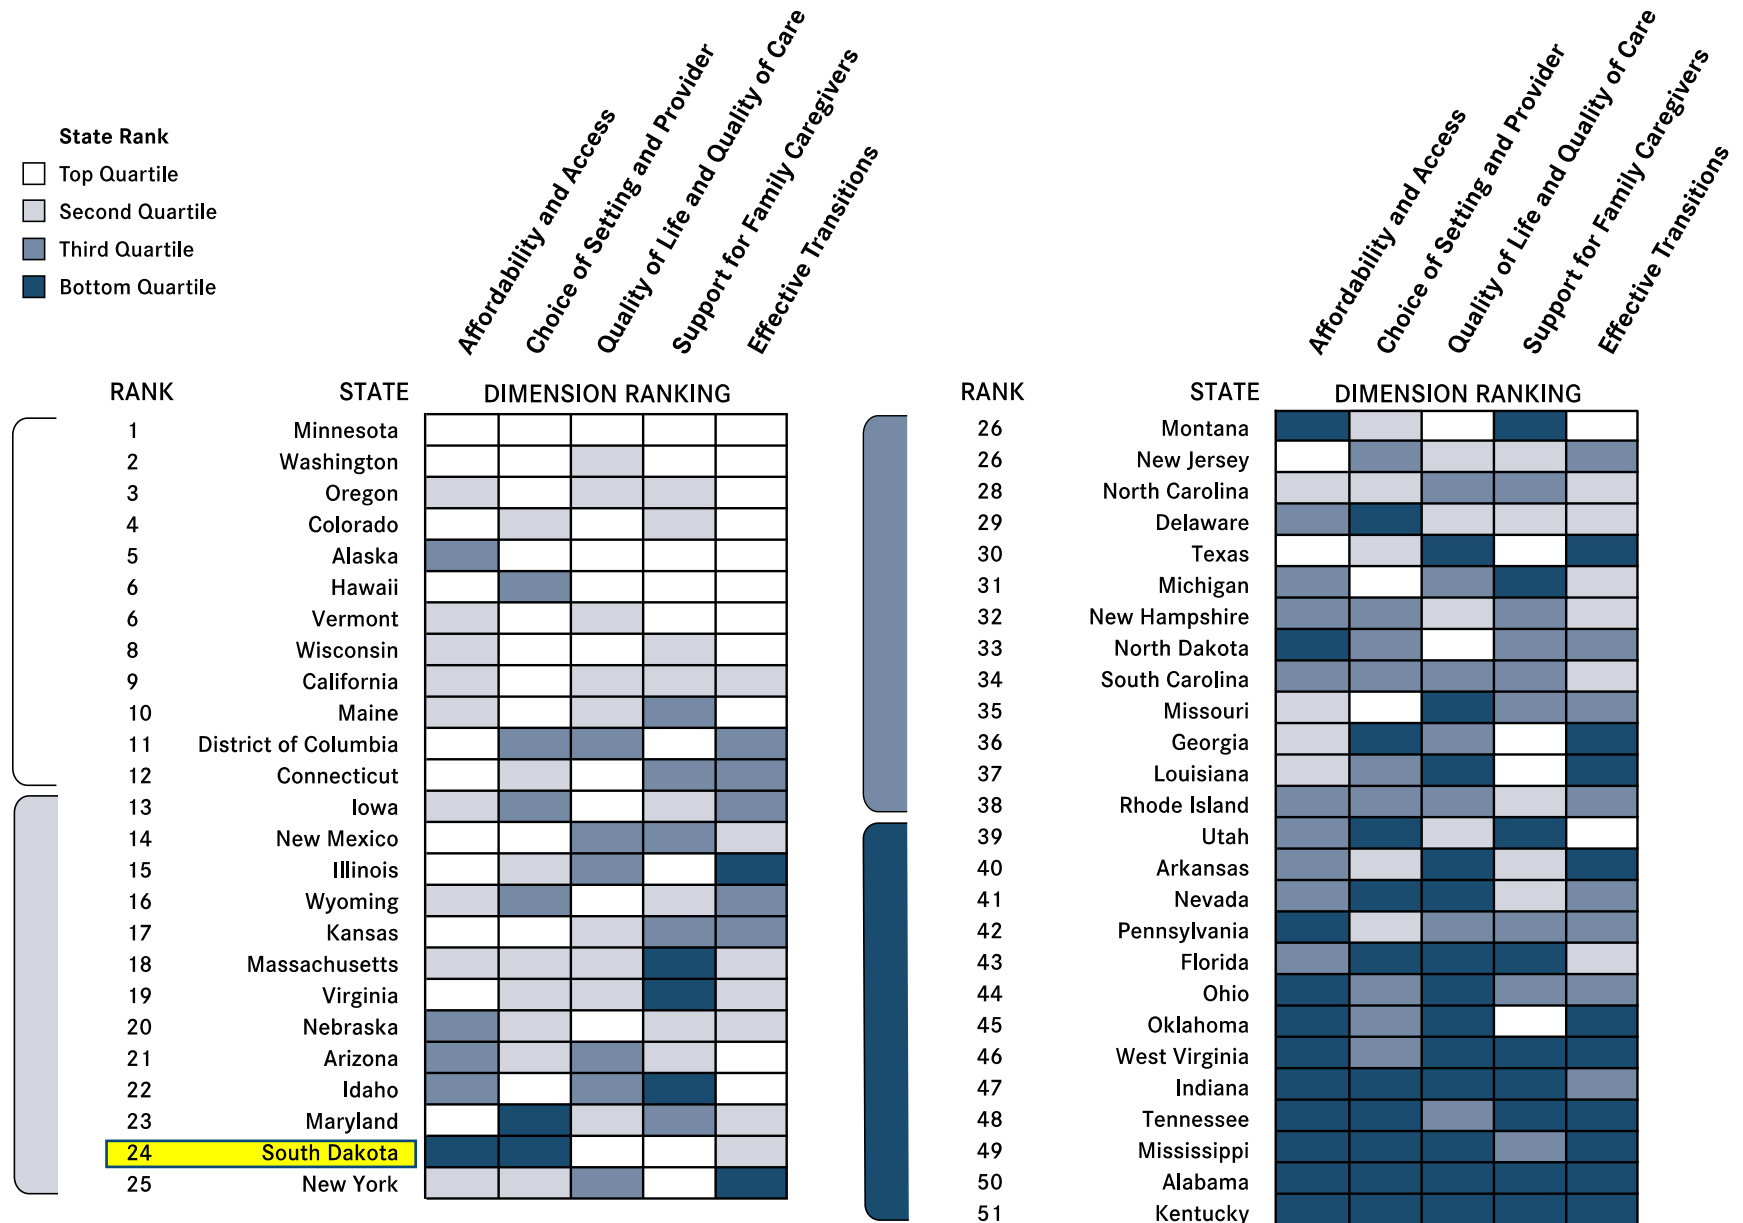 State Rank
Top Quartile
Second Quartile
Third Quartile
Bottom Quartile
Affordability and Access
Choice of Setting and Provider
Quality of Life and Quality of Care
Support for Family Caregivers
Effective Transitions
RANK STATE DIMENSION RANKING
1 Minnesota
2 Washington
3 Oregon
4 Colorado
5 Alaska
6 Hawaii
6 Vermont
8 Wisconsin
9 California
10 Maine
11 District of Columbia
12 Connecticut
13 Iowa
14 New Mexico
15 Illinois
16 Wyoming
17 Kansas
18 Massachusetts
19 Virginia
20 Nebraska
21 Arizona
22 Idaho
23 Maryland
24 South Dakota
25 New York
Affordability and Access
Choice of Setting and Provider
Quality of Life and Quality of Care
Support for Family Caregivers
Effective Transitions
RANK STATE DIMENSION RANKING
26 Montana
26 New Jersey
28 North Carolina
29 Delaware
30 Texas
31 Michigan
32 New Hampshire
33 North Dakota
34 South Carolina
35 Missouri
36 Georgia
37 Louisiana
38 Rhode Island
39 Utah
40 Arkansas
41 Nevada
42 Pennsylvania
43 Florida
44 Ohio
45 Oklahoma
46 West Virginia
47 Indiana
48 Tennessee
49 Mississippi
50 Alabama
51 Kentucky